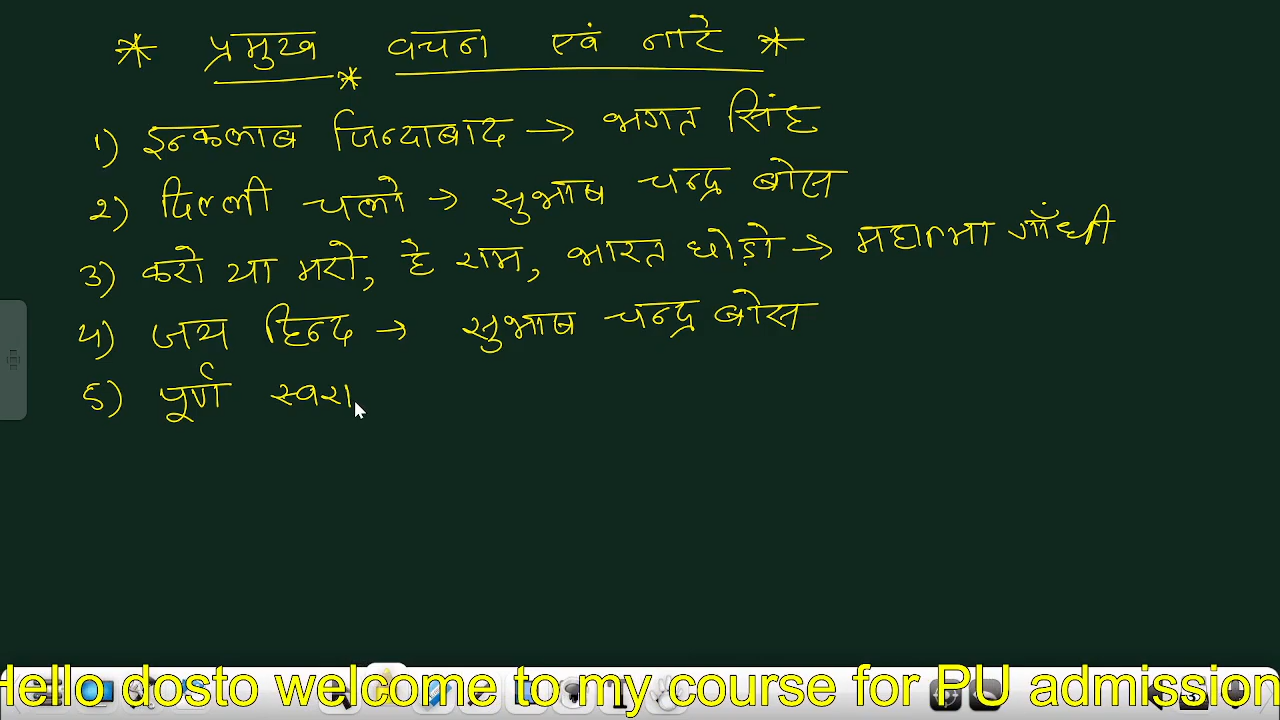 * प्रमुख वचन एवं नारे *
*
1) इन्कलाब जिन्दाबाद → भगत सिंह
2) दिल्ली चलो → सुभाष चन्द्र बोस
3) करो या मरो, हे राम, भारत छोड़ो → महात्मा गाँधी
4) जय हिन्द → सुभाष चन्द्र बोस
5) पूर्ण स्वरा
Hello dosto welcome to my course for PU admission